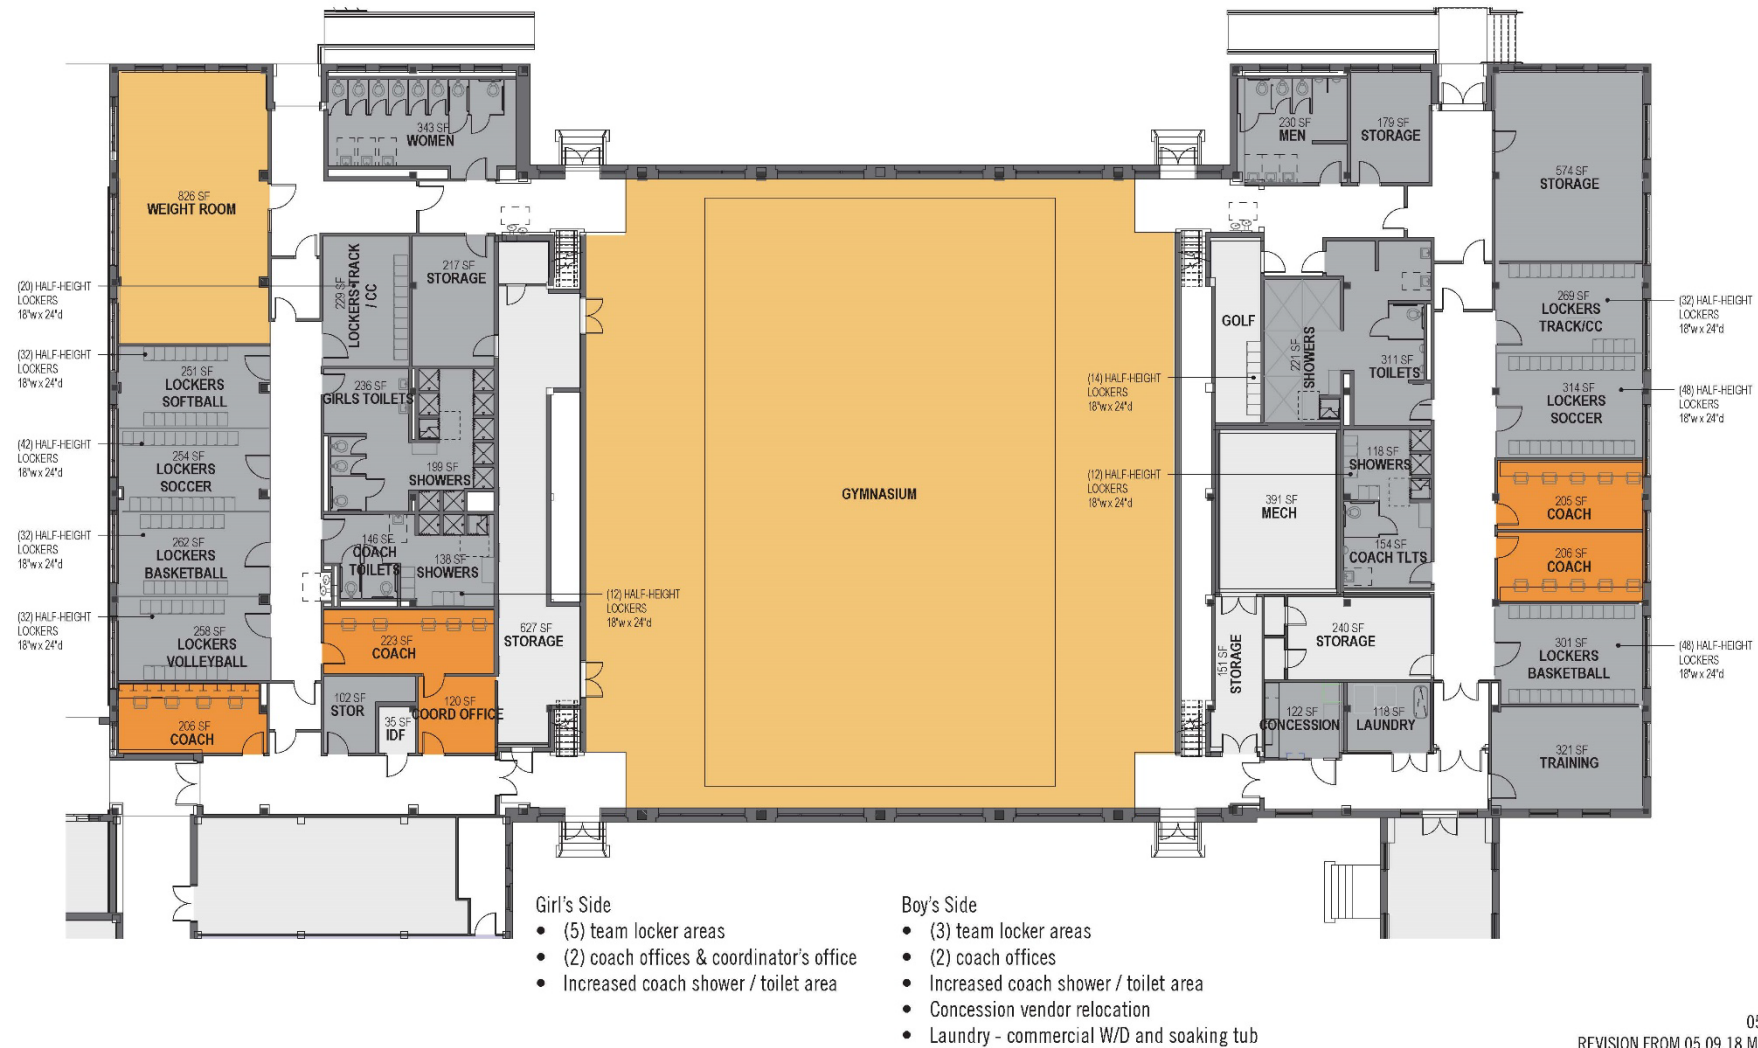 343 SF
WOMEN
230 SF
MEN
179 SF
STORAGE
826 SF
WEIGHT ROOM
574 SF
STORAGE
(20) HALF-HEIGHT
LOCKERS
18"w x 24"d
229 SF
LOCKERS-TRACK
/ CC
217 SF
STORAGE
GOLF
221 SF
SHOWERS
311 SF
TOILETS
269 SF
LOCKERS
TRACK/CC
(32) HALF-HEIGHT
LOCKERS
18"w x 24"d
(32) HALF-HEIGHT
LOCKERS
18"w x 24"d
251 SF
LOCKERS
SOFTBALL
236 SF
GIRLS TOILETS
(14) HALF-HEIGHT
LOCKERS
18"w x 24"d
314 SF
LOCKERS
SOCCER
(48) HALF-HEIGHT
LOCKERS
18"w x 24"d
(42) HALF-HEIGHT
LOCKERS
18"w x 24"d
254 SF
LOCKERS
SOCCER
199 SF
SHOWERS
GYMNASIUM
(12) HALF-HEIGHT
LOCKERS
18"w x 24"d
118 SF
SHOWERS
391 SF
MECH
205 SF
COACH
(32) HALF-HEIGHT
LOCKERS
18"w x 24"d
262 SF
LOCKERS
BASKETBALL
146 SF
COACH
TOILETS
138 SF
SHOWERS
154 SF
COACH TLTS
206 SF
COACH
(12) HALF-HEIGHT
LOCKERS
18"w x 24"d
(32) HALF-HEIGHT
LOCKERS
18"w x 24"d
258 SF
LOCKERS
VOLLEYBALL
223 SF
COACH
627 SF
STORAGE
151 SF
STORAGE
240 SF
STORAGE
301 SF
LOCKERS
BASKETBALL
(48) HALF-HEIGHT
LOCKERS
18"w x 24"d
206 SF
COACH
102 SF
STOR
35 SF
IDF
120 SF
COORD OFFICE
122 SF
CONCESSION
118 SF
LAUNDRY
321 SF
TRAINING
Girl's Side
• (5) team locker areas
• (2) coach offices & coordinator's office
• Increased coach shower / toilet area
Boy's Side
• (3) team locker areas
• (2) coach offices
• Increased coach shower / toilet area
• Concession vendor relocation
• Laundry - commercial W/D and soaking tub
05
REVISION FROM 05.09.18 M